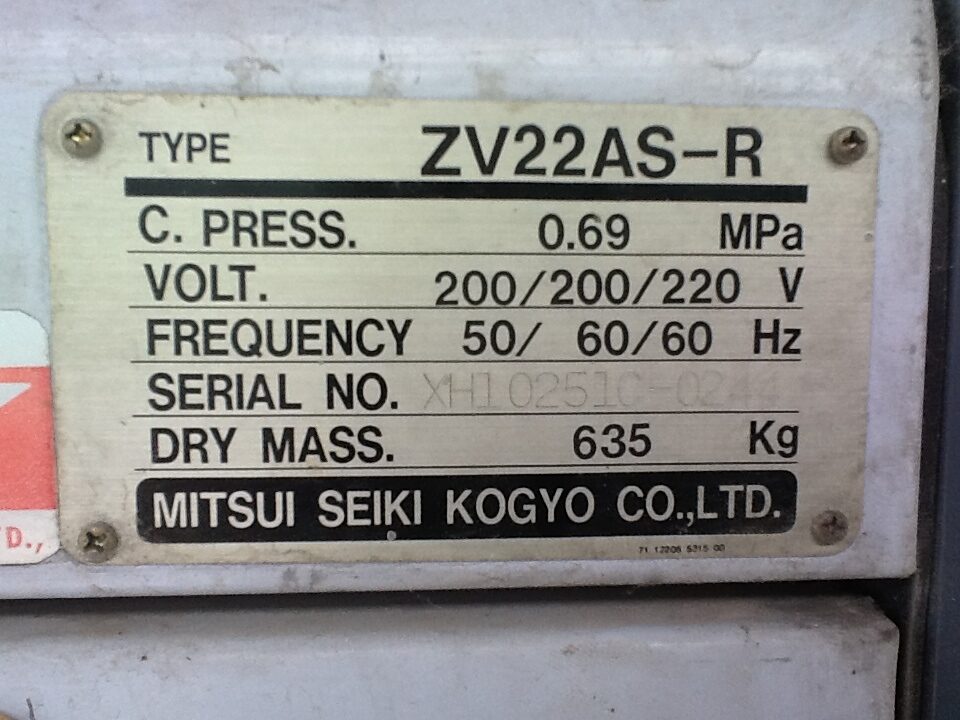 TYPE ZV22AS-R
C. PRESS. 0.69 MPa
VOLT. 200/200/220 V
FREQUENCY 50/ 60/60 Hz
SERIAL NO.
DRY MASS. 635 Kg
MITSUI SEIKI KOGYO CO.,LTD.
TD.,